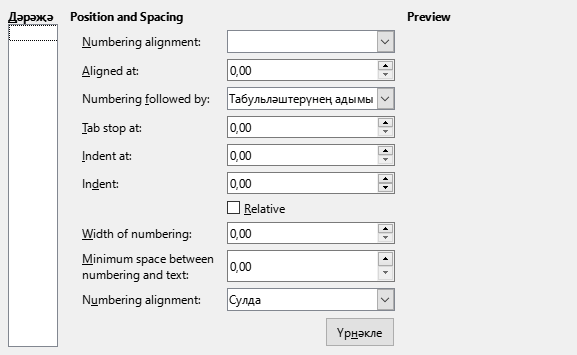 Дәрәҗә Position and Spacing Preview
Numbering alignment:
Aligned at: 0,00
Numbering followed by: Табульләштерүнең адымы
Tab stop at: 0,00
Indent at: 0,00
Indent: 0,00
Relative
Width of numbering: 0,00
Minimum space between
numbering and text: 0,00
Numbering alignment: Сулда
Үрнәкле